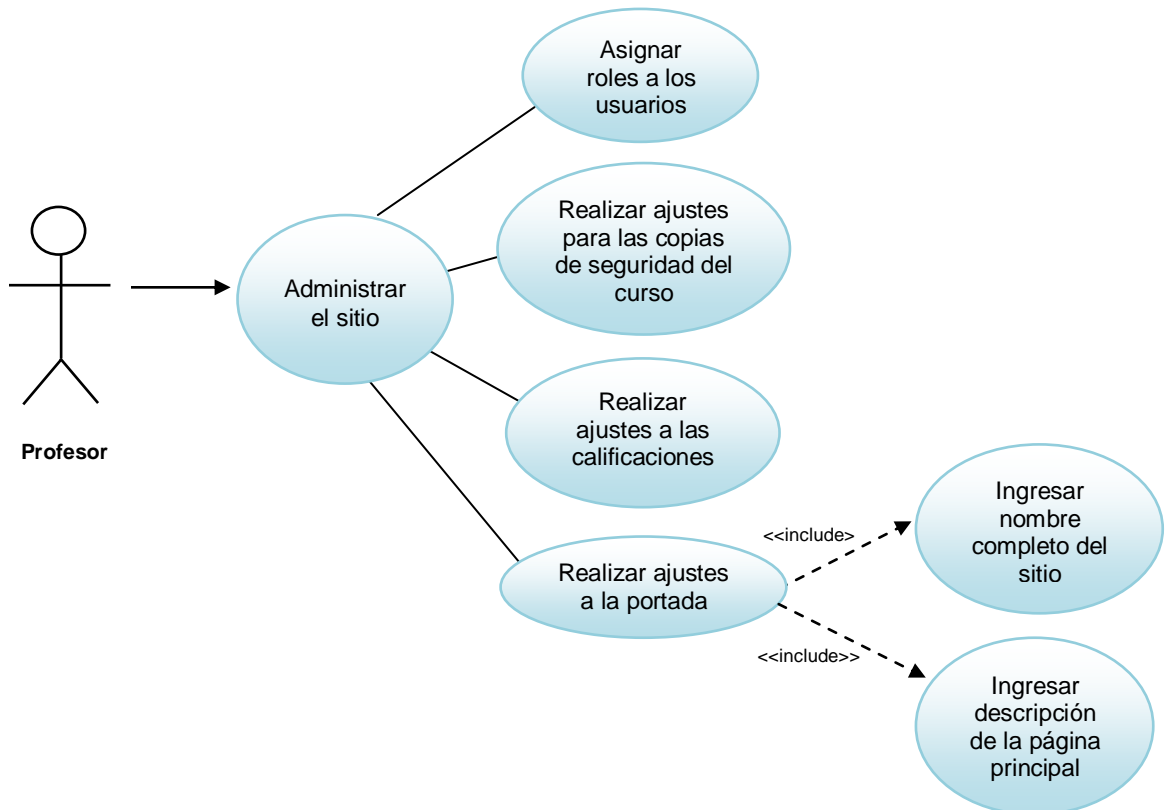 Asignar
roles a los
usuarios
Realizar ajustes
para las copias
de seguridad del
curso
Administrar
el sitio
Realizar
ajustes a las
calificaciones
Profesor
Realizar ajustes
a la portada
<<include>
Ingresar
nombre
completo del
sitio
<<include>>
Ingresar
descripción
de la página
principal